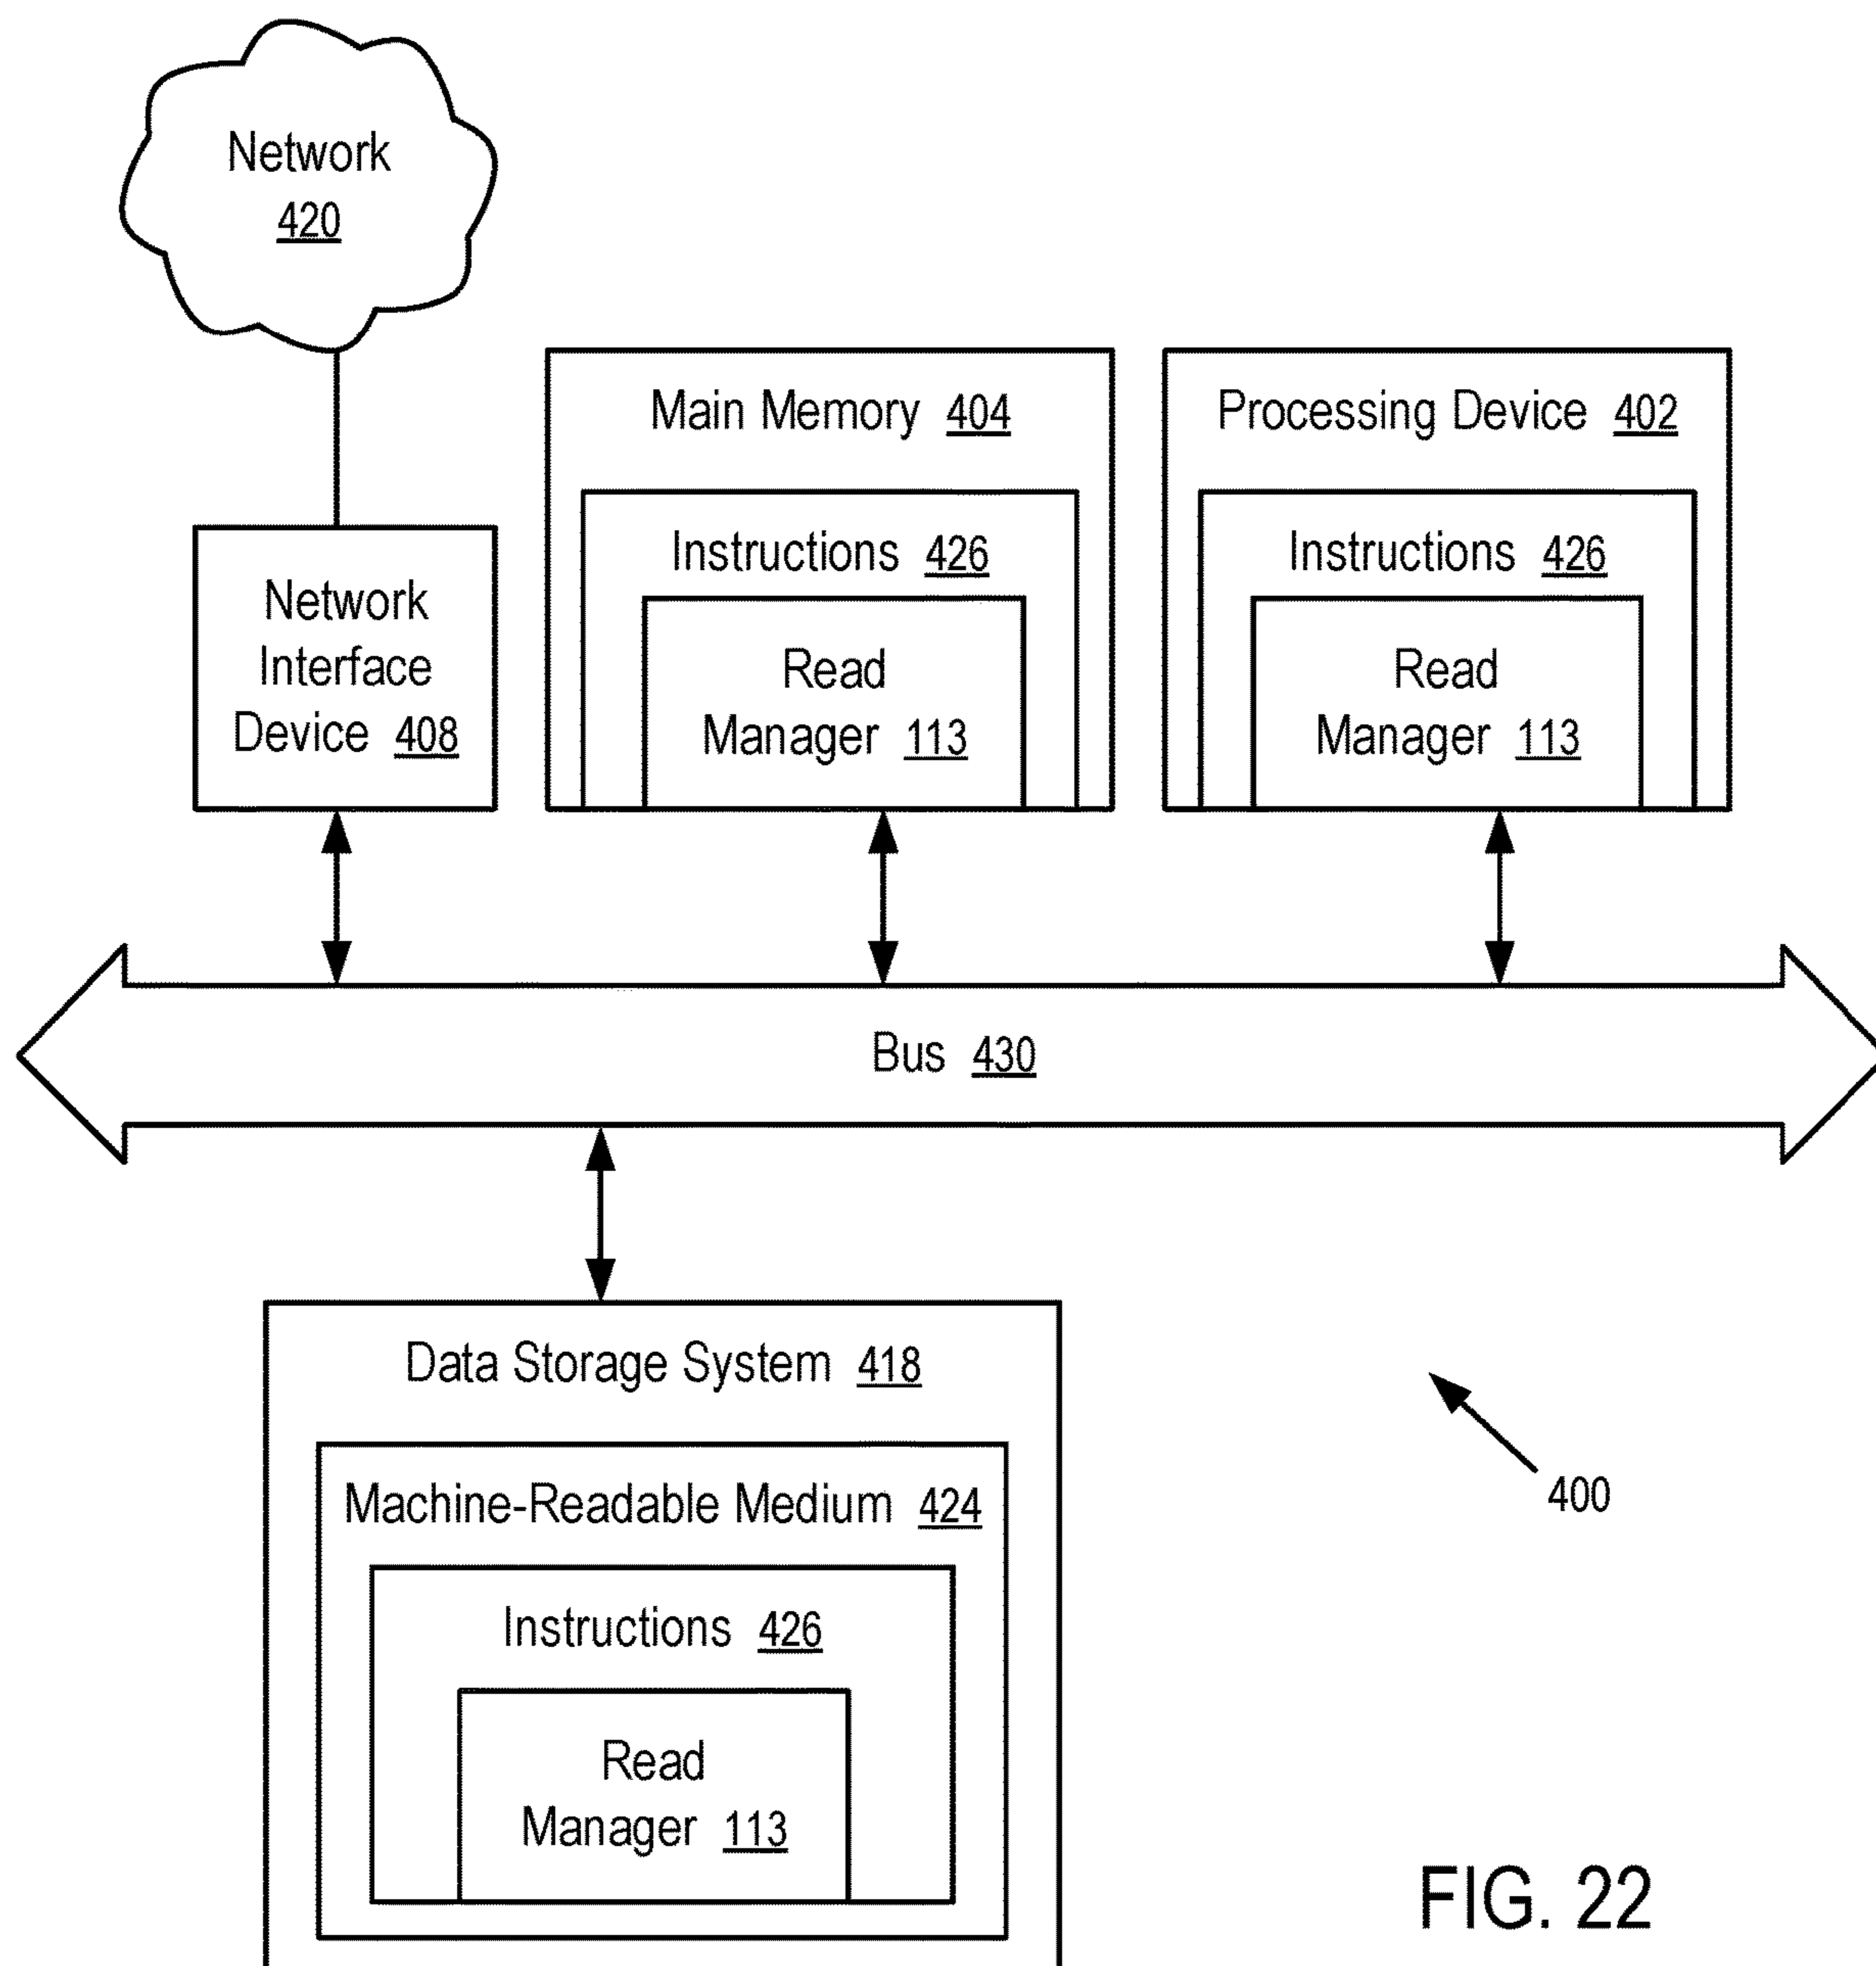 Network
420
Main Memory 404
Processing Device 402
Instructions 426
Instructions 426
Network
Interface
Device 408
Read
Manager 113
Read
Manager 113
Bus 430
Data Storage System 418
Machine-Readable Medium 424
400
Instructions 426
Read
Manager 113
FIG. 22